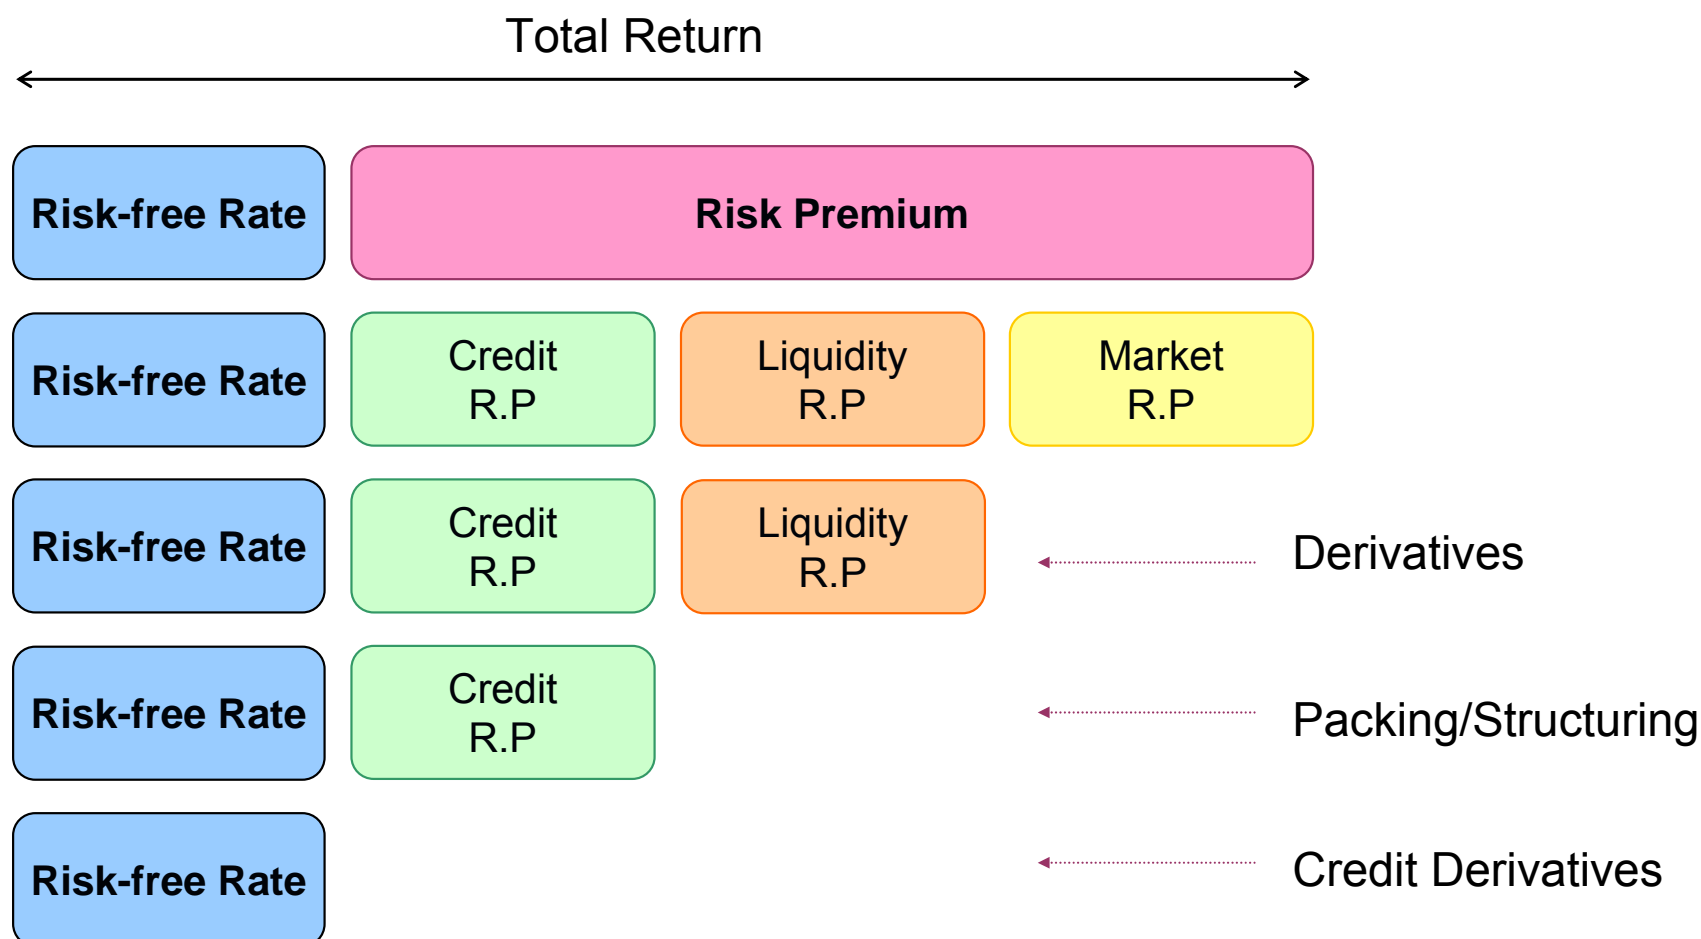 Total Return
Risk-free Rate
Risk Premium
Risk-free Rate
Credit
R.P
Liquidity
R.P
Market
R.P
Risk-free Rate
Credit
R.P
Liquidity
R.P
Derivatives
Risk-free Rate
Credit
R.P
Packing/Structuring
Risk-free Rate
Credit Derivatives